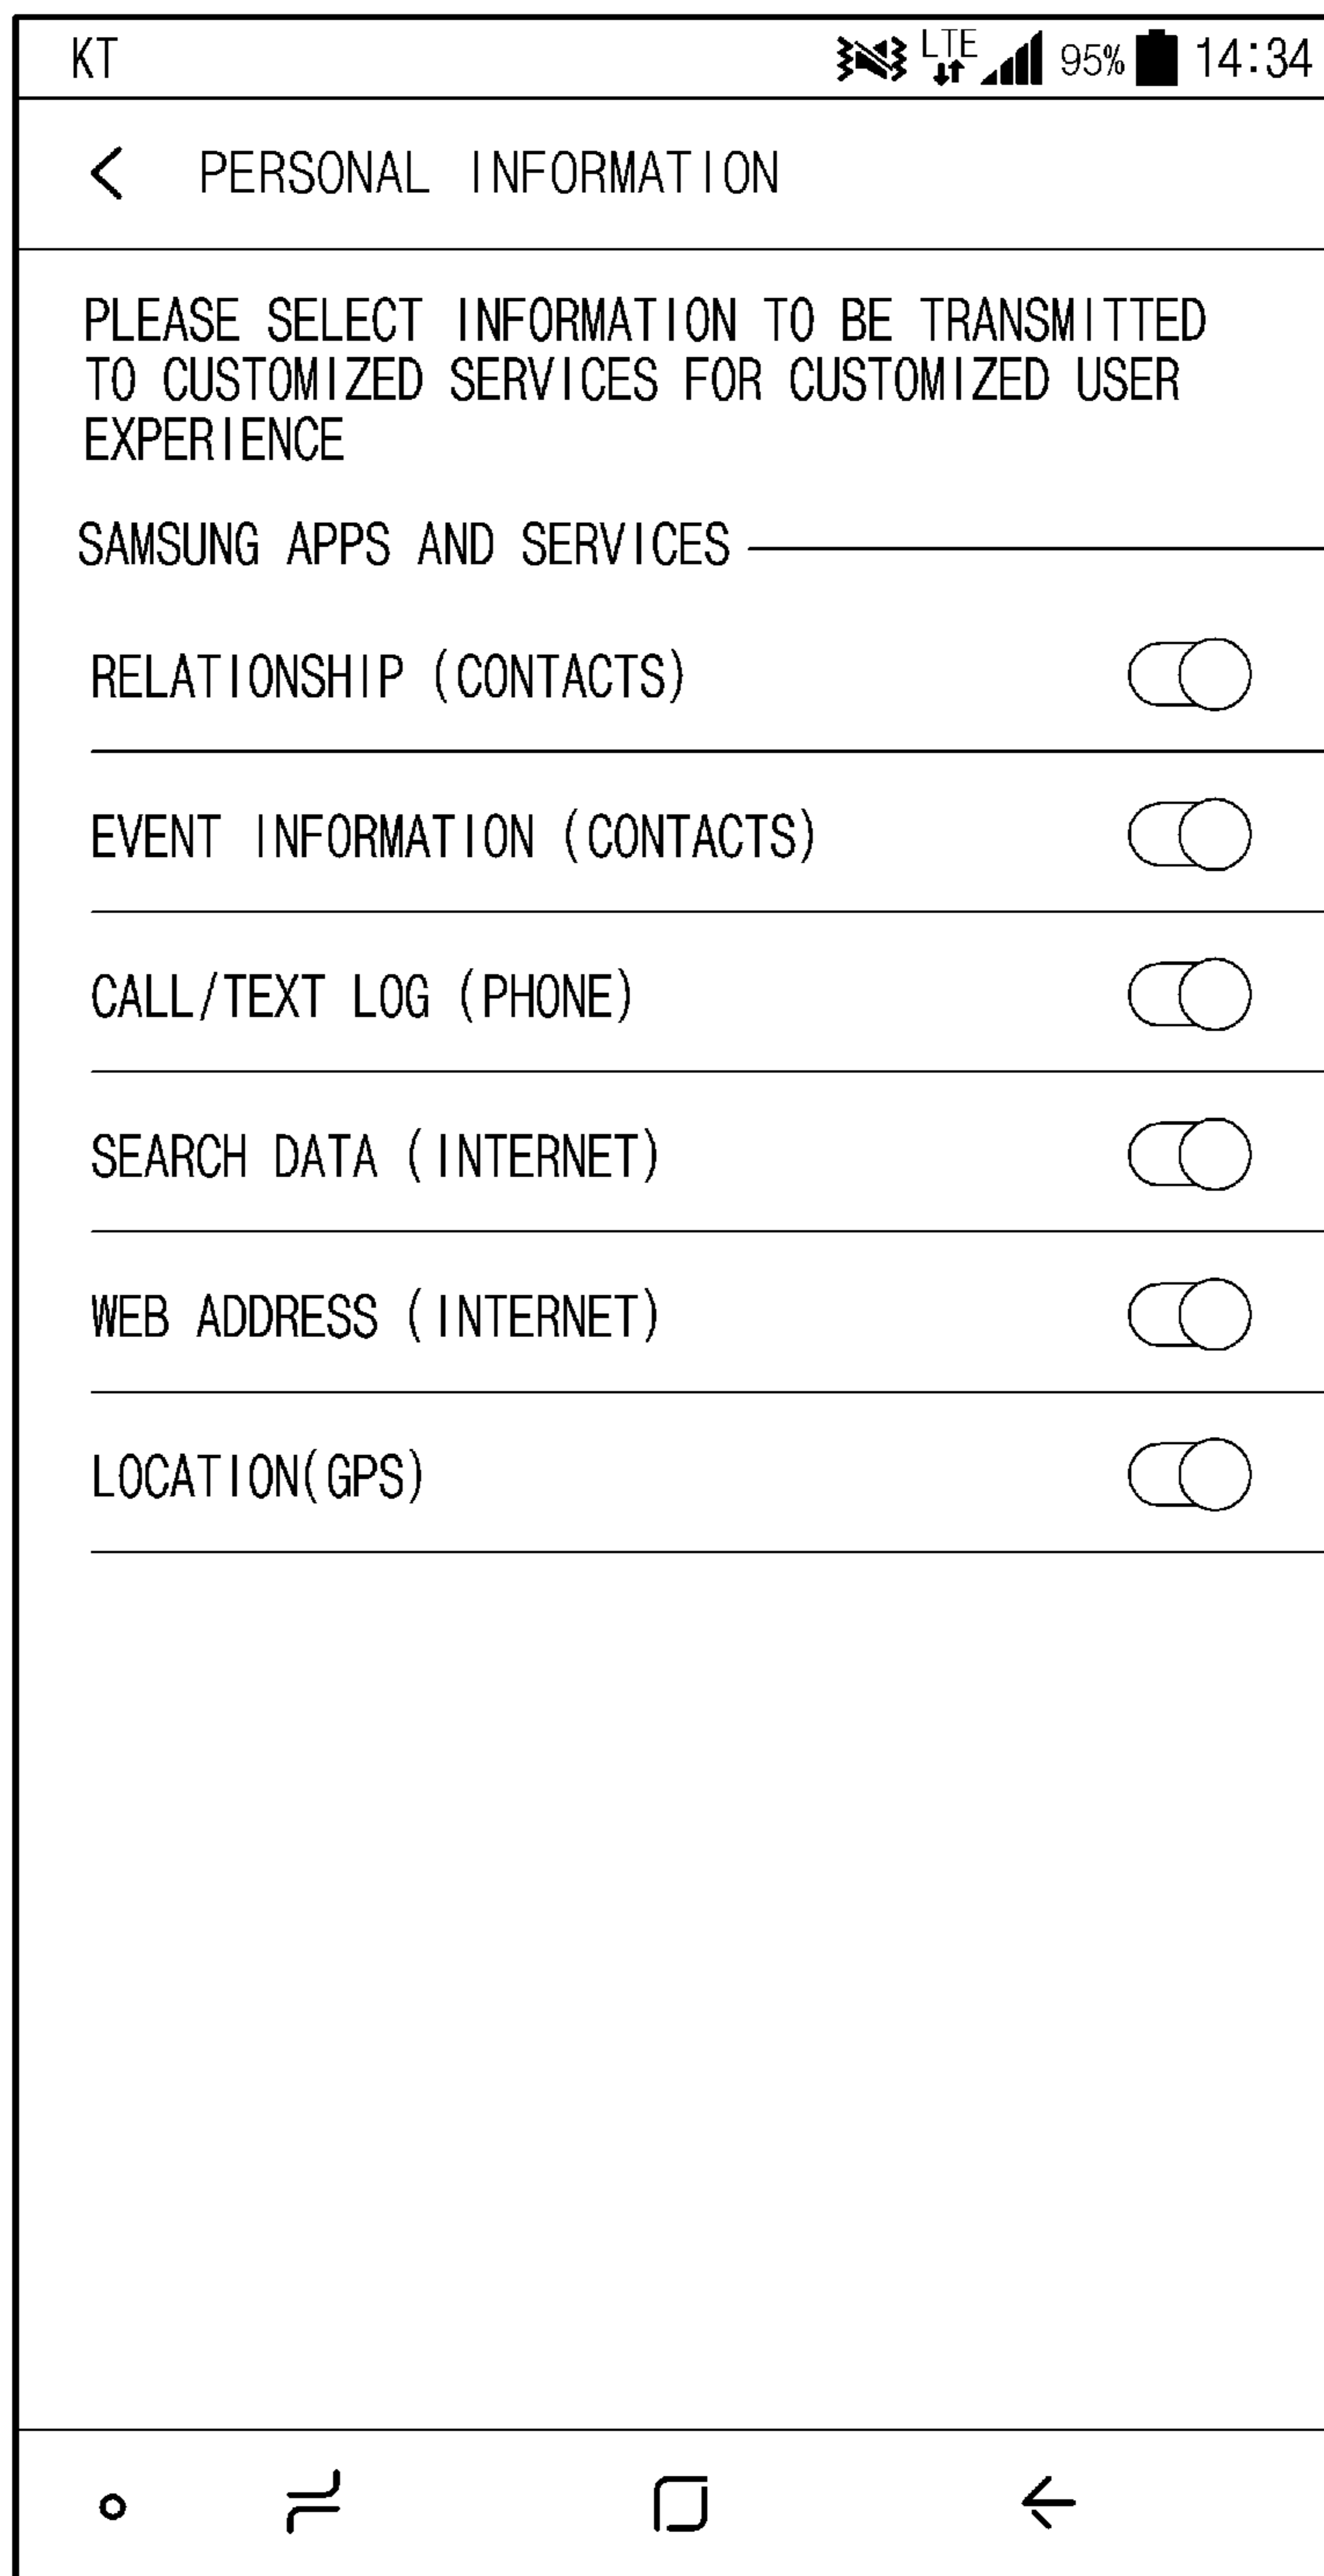 KT LTE 95% 14:34
PERSONAL INFORMATION
PLEASE SELECT INFORMATION TO BE TRANSMITTED
TO CUSTOMIZED SERVICES FOR CUSTOMIZED USER
EXPERIENCE
SAMSUNG APPS AND SERVICES
RELATIONSHIP (CONTACTS)
EVENT INFORMATION (CONTACTS)
CALL/TEXT LOG (PHONE)
SEARCH DATA (INTERNET)
WEB ADDRESS (INTERNET)
LOCATION(GPS)